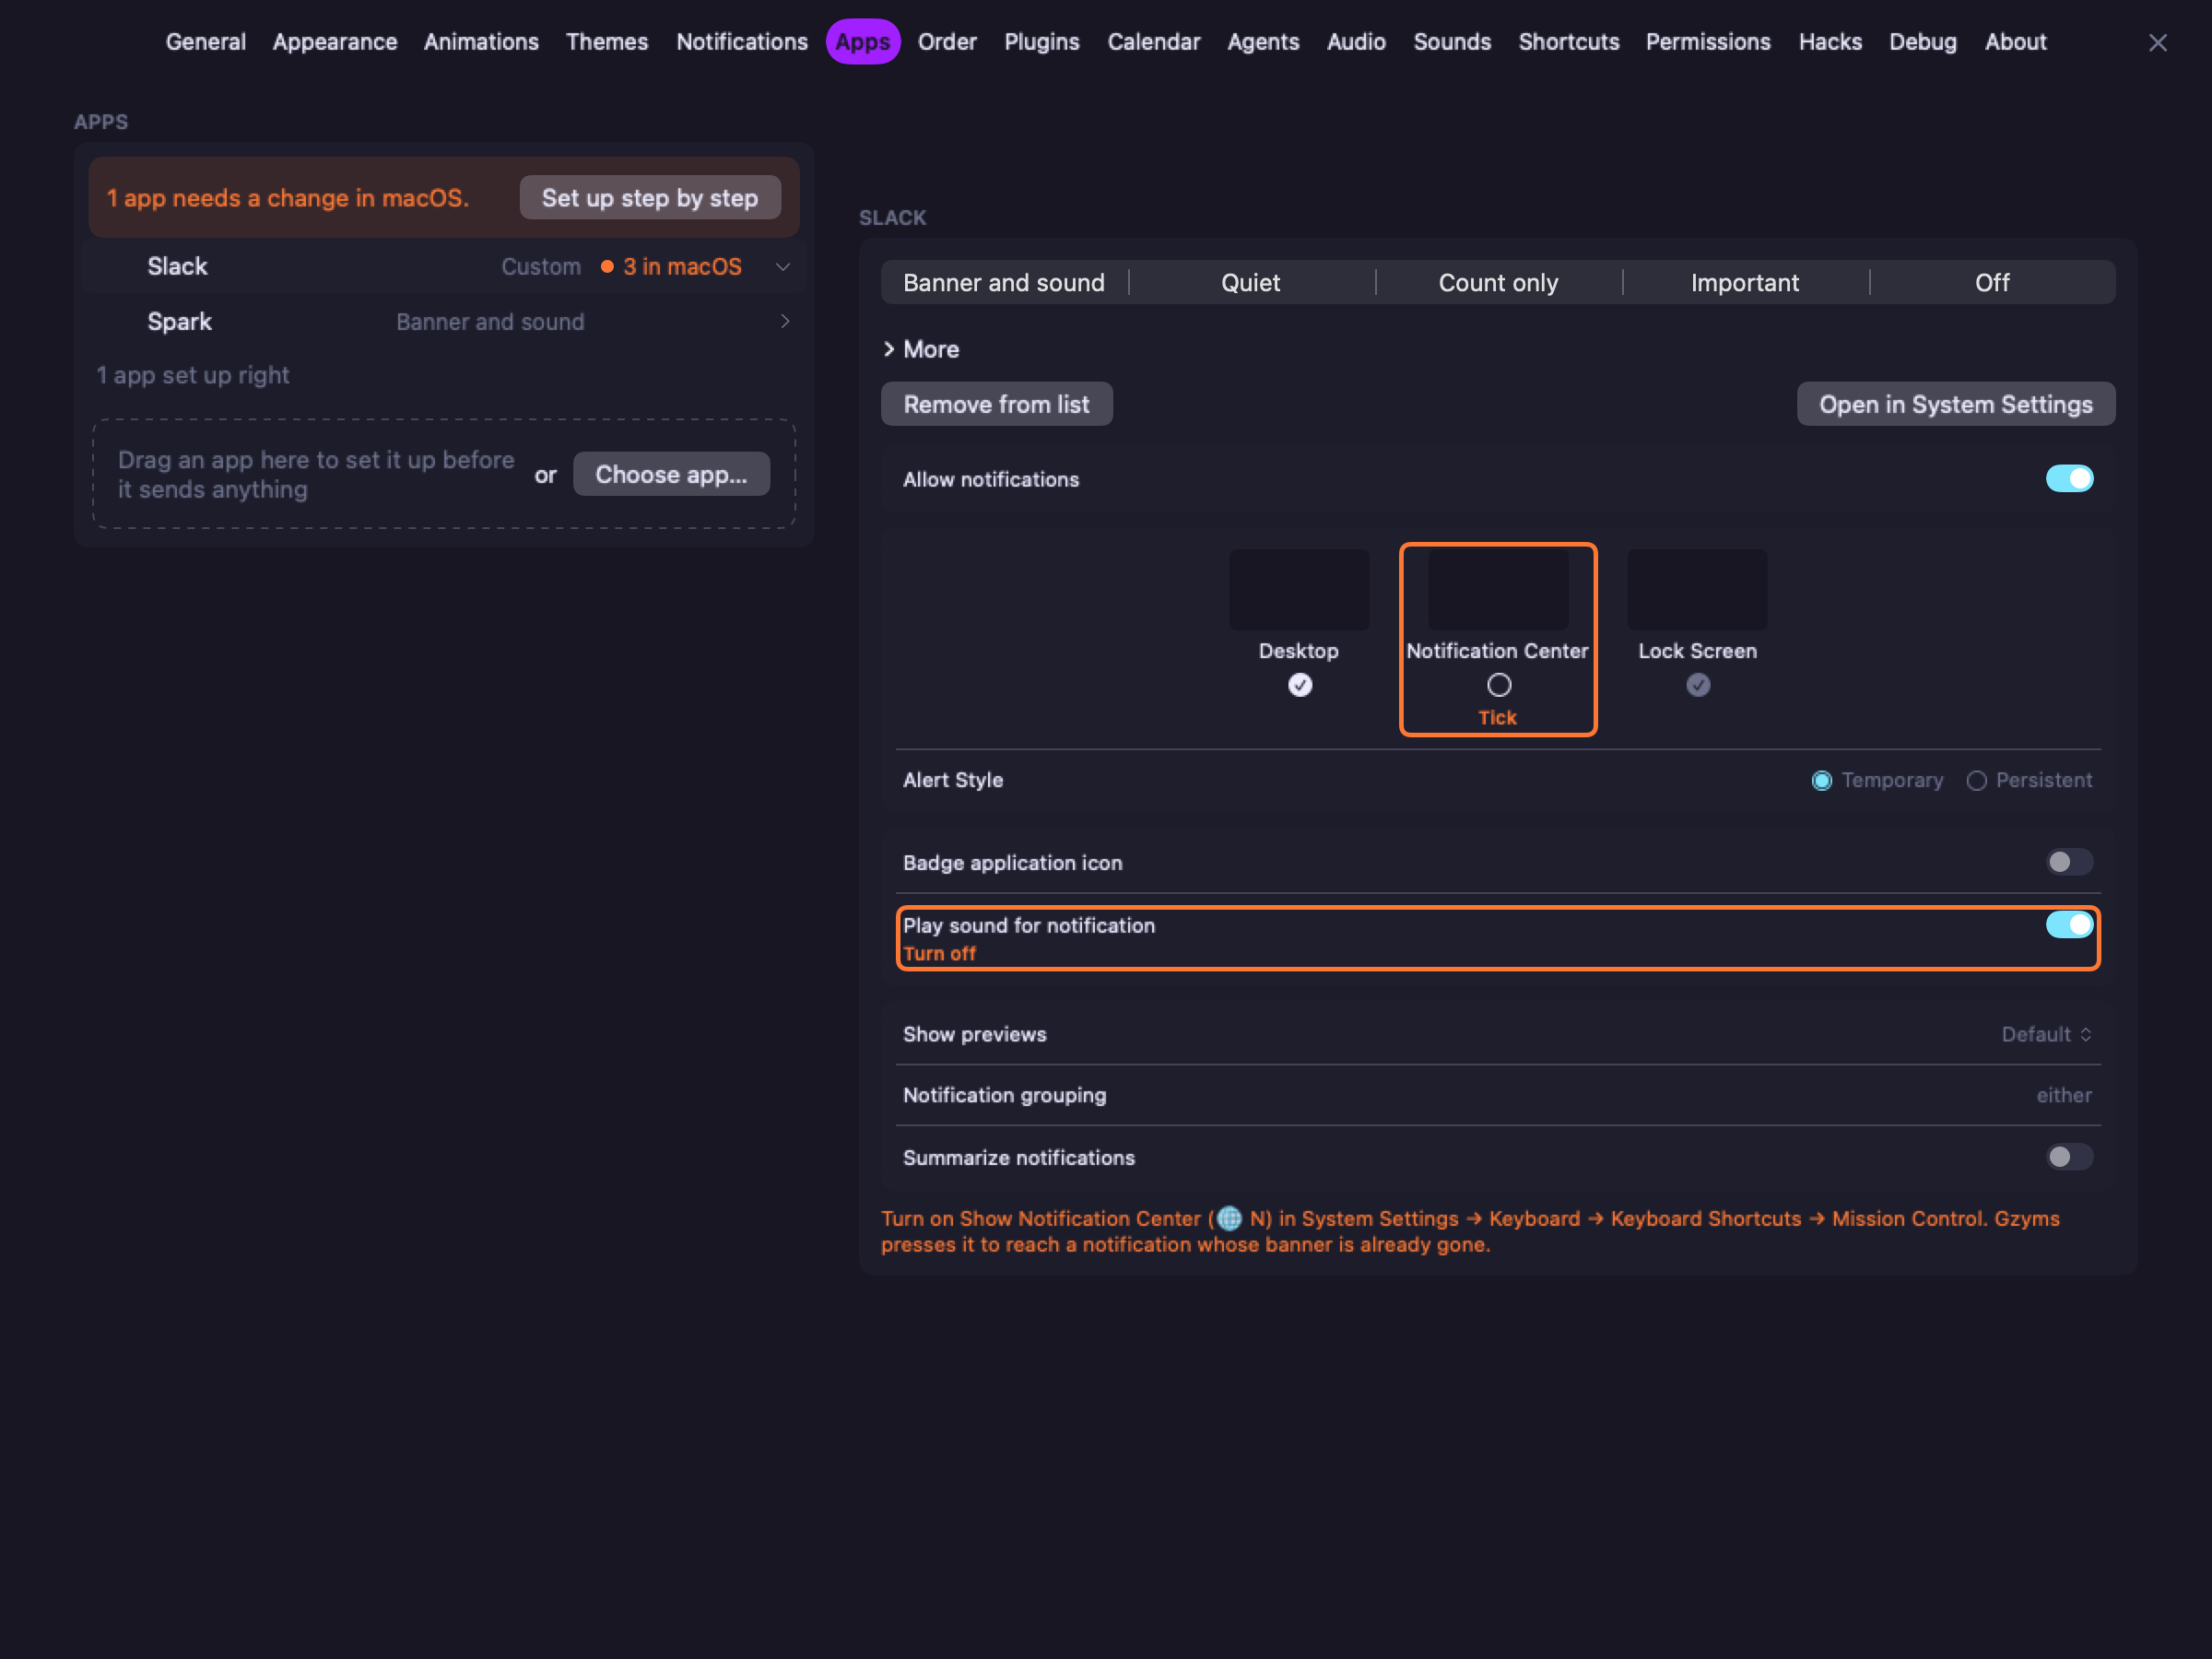 General Appearance Animations Themes Notifications Apps Order Plugins Calendar Agents Audio Sounds Shortcuts Permissions Hacks Debug About
APPS
1 app needs a change in macOS. Set up step by step
Slack Custom 3 in macOS
Spark Banner and sound
1 app set up right
Drag an app here to set it up before
it sends anything
or Choose app...
SLACK
Banner and sound Quiet Count only Important Off
More
Remove from list Open in System Settings
Allow notifications
Desktop Notification Center Lock Screen
Tick
Alert Style Temporary Persistent
Badge application icon
Play sound for notification
Turn off
Show previews Default
Notification grouping either
Summarize notifications
Turn on Show Notification Center (🌐 N) in System Settings → Keyboard → Keyboard Shortcuts → Mission Control. Gzyms
presses it to reach a notification whose banner is already gone.